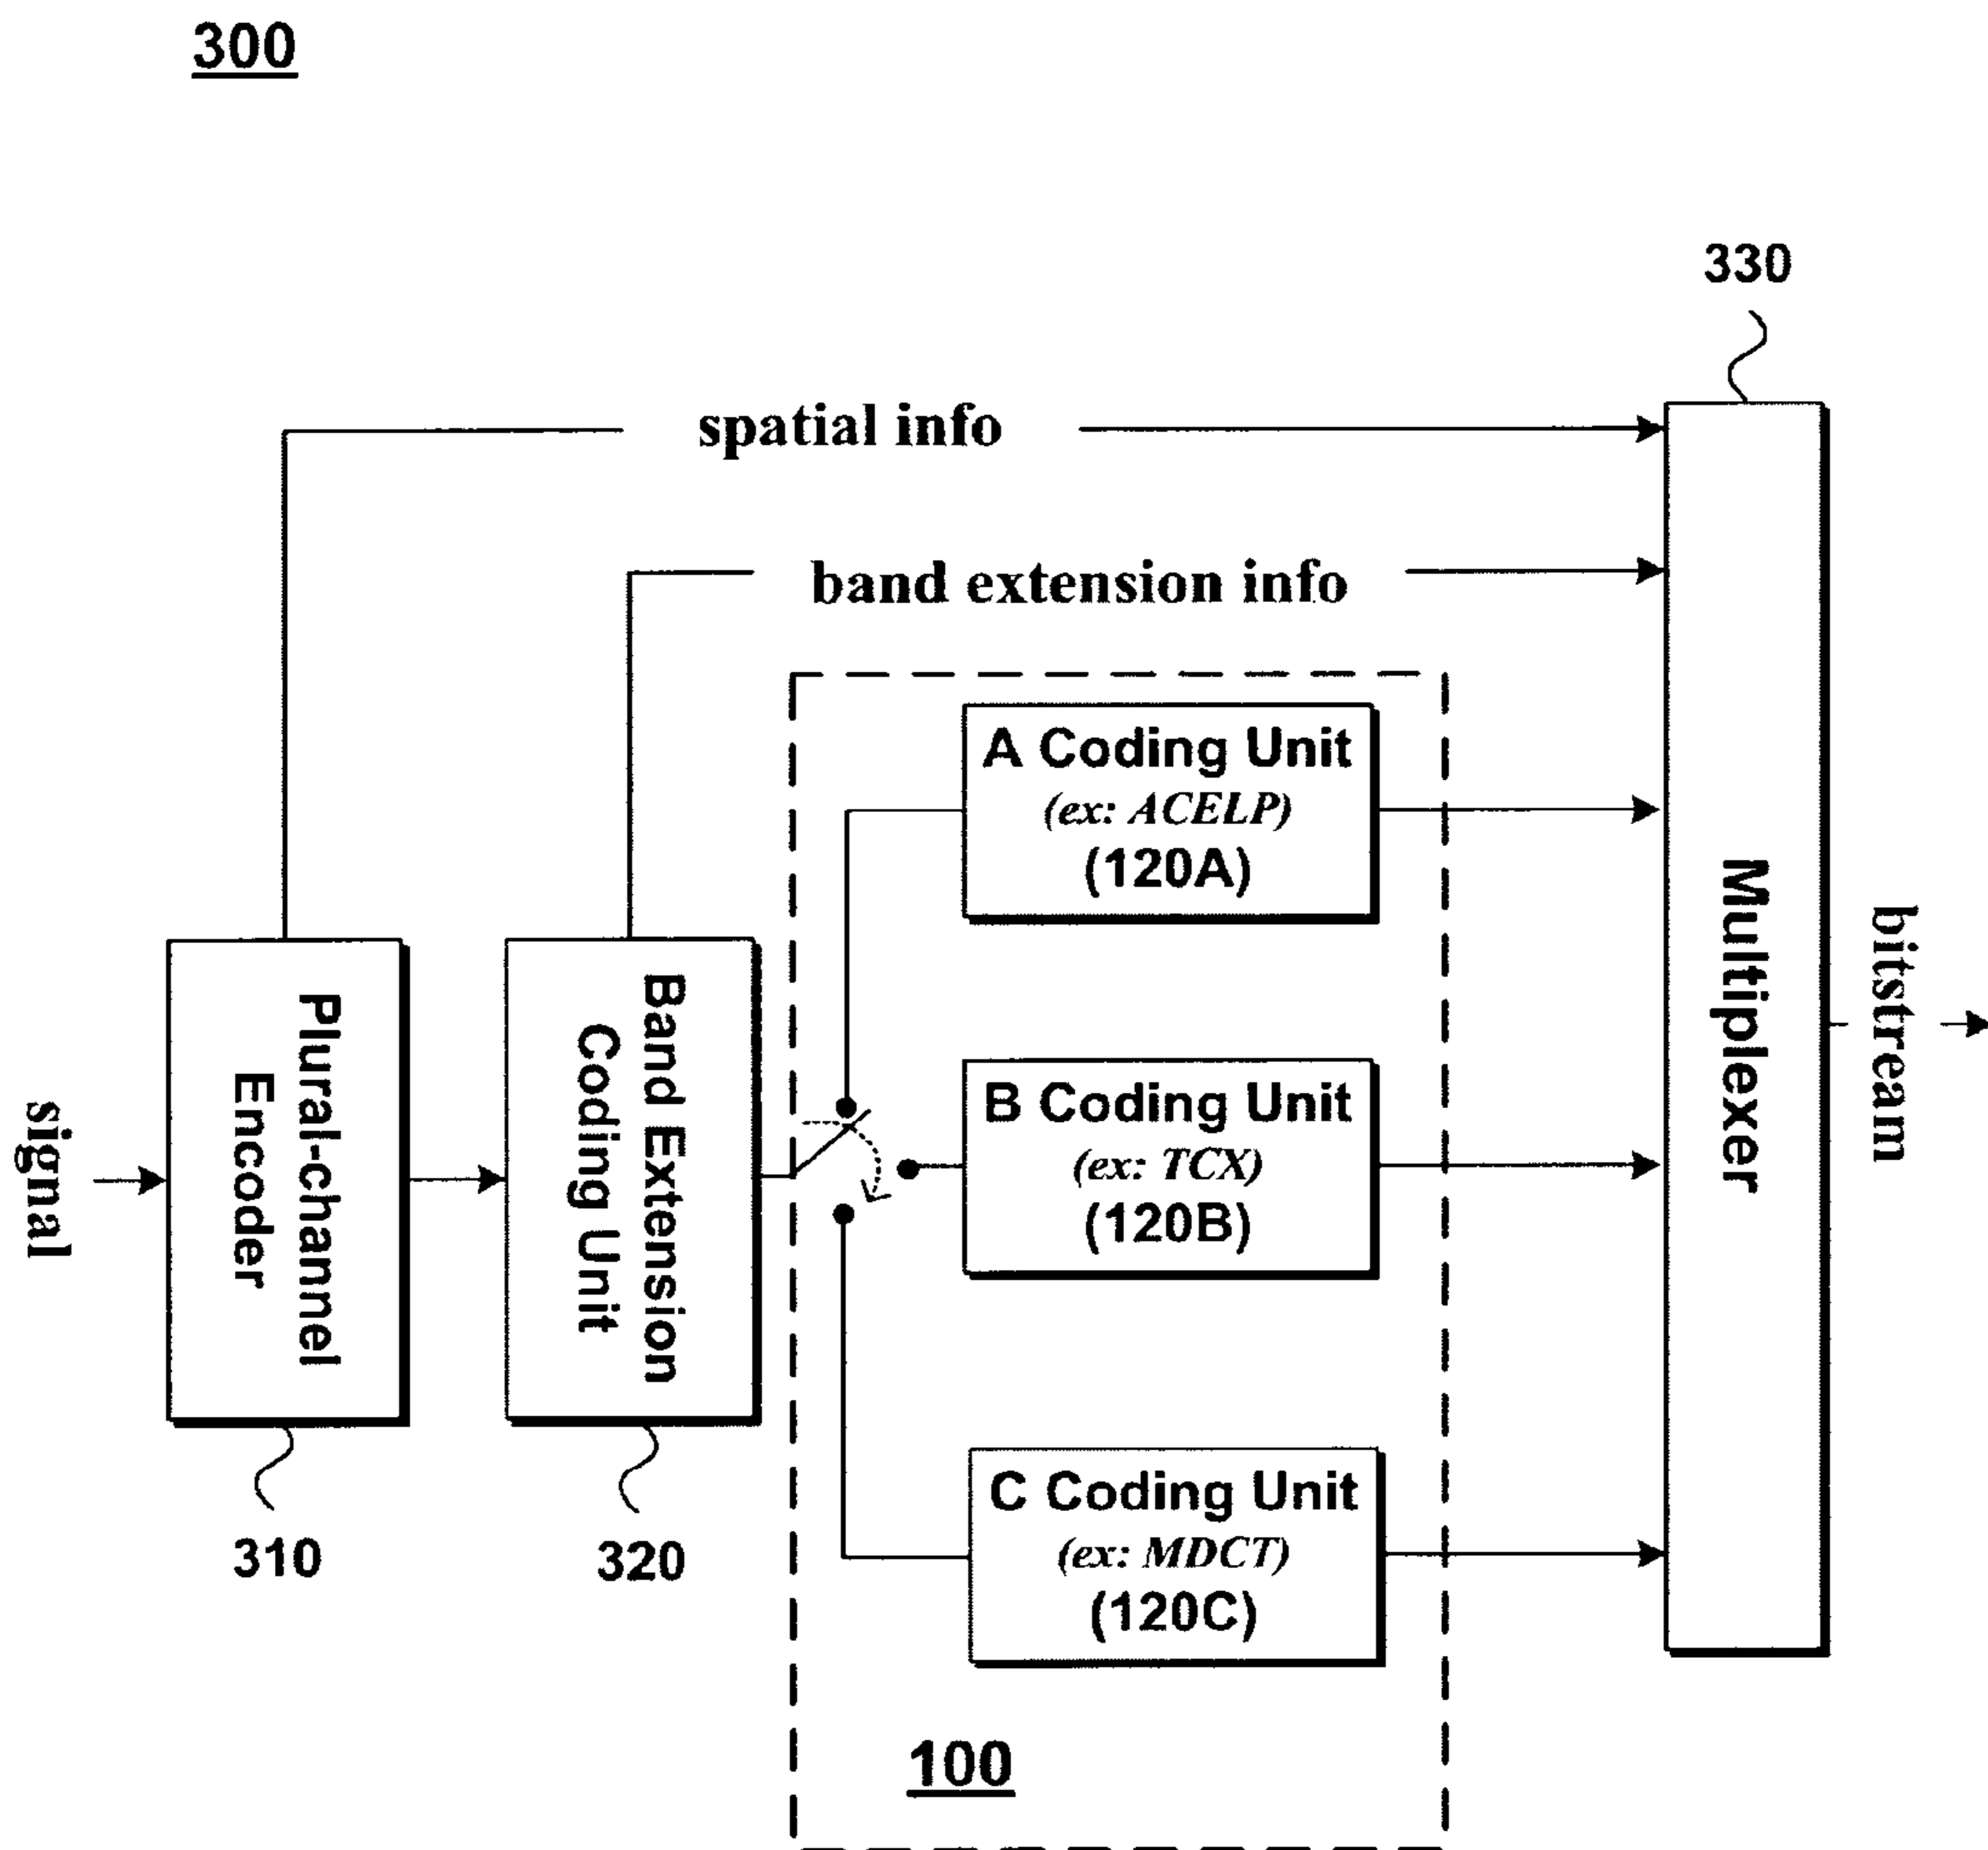 300
330
spatial info
band extension info
A Coding Unit
(ex: ACELP)
(120A)
B Coding Unit
(ex: TCX)
(120B)
C Coding Unit
(ex: MDCT)
(120C)
signal
Plural-channel
Encoder
Band Extension
Coding Unit
Multiplexer
bitstream
310
320
100